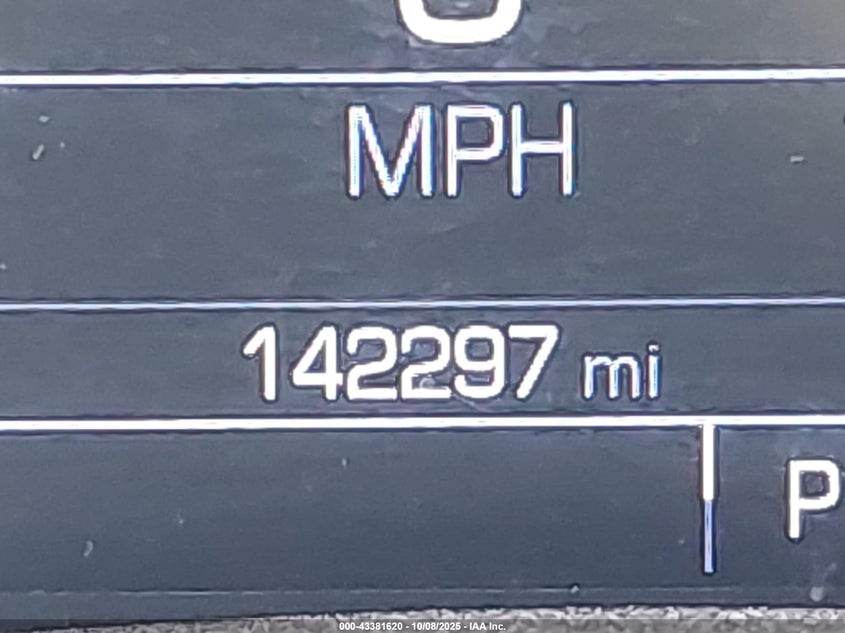 MPH
142297 mi
P
000-43381620 - 10/08/2025 - IAA Inc.